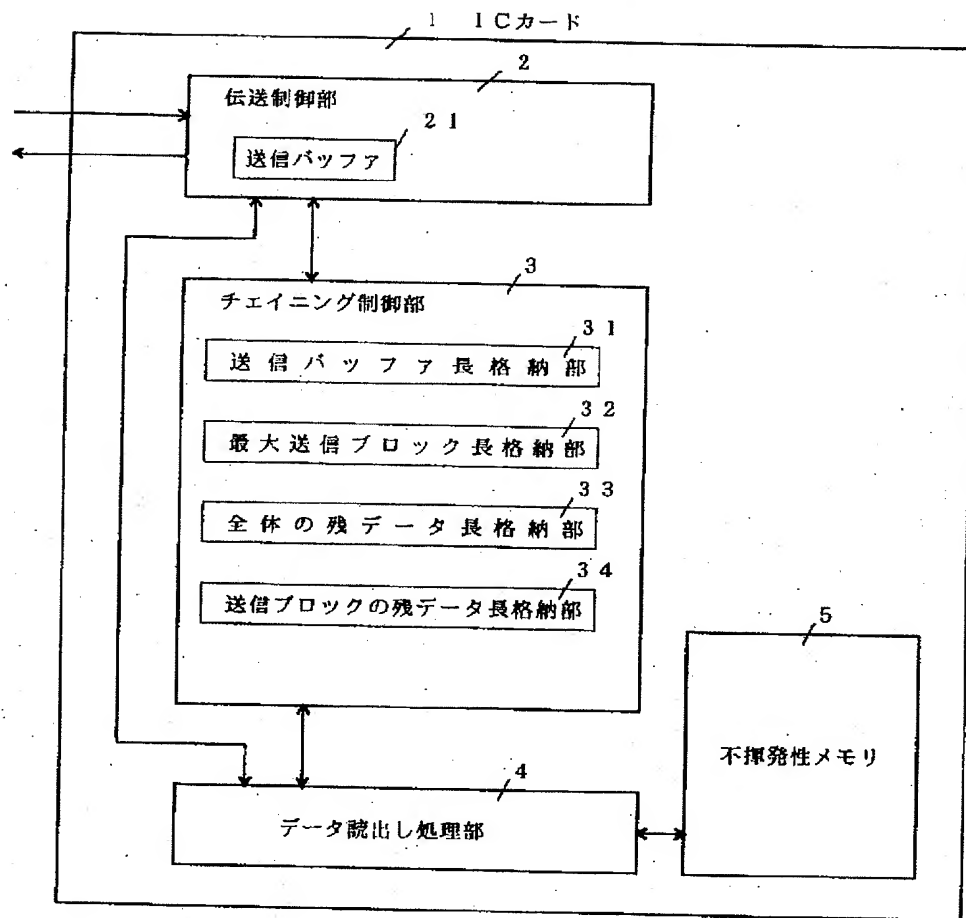 1 ICカード
2
伝送制御部
21
送信バッファ
3
チェイニング制御部
31
送信バッファ長格納部
32
最大送信ブロック長格納部
33
全体の残データ長格納部
34
送信ブロックの残データ長格納部
5
不揮発性メモリ
4
データ読出し処理部